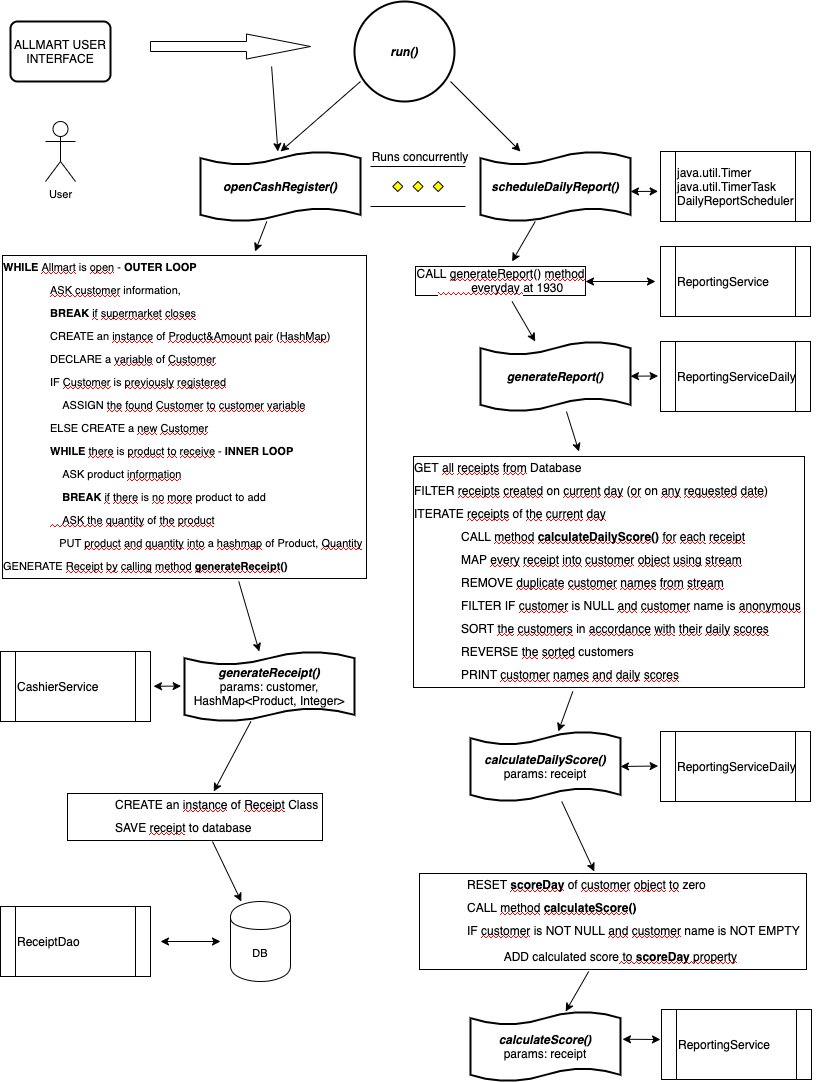 ALLMART USER
INTERFACE
run()
User
openCashRegister()
Runs concurrently
scheduleDailyReport()
java.util.Timer
java.util.TimerTask
DailyReportScheduler
WHILE Allmart is open - OUTER LOOP
ASK customer information,
BREAK if supermarket closes
CREATE an instance of Product&Amount pair (HashMap)
DECLARE a variable of Customer
IF Customer is previously registered
ASSIGN the found Customer to customer variable
ELSE CREATE a new Customer
WHILE there is product to receive - INNER LOOP
ASK product information
BREAK if there is no more product to add
ASK the quantity of the product
PUT product and quantity into a hashmap of Product, Quantity
GENERATE Receipt by calling method generateReceipt()
CALL generateReport() method
everyday at 1930
ReportingService
generateReport()
ReportingServiceDaily
GET all receipts from Database
FILTER receipts created on current day (or on any requested date)
ITERATE receipts of the current day
CALL method calculateDailyScore() for each receipt
MAP every receipt into customer object using stream
REMOVE duplicate customer names from stream
FILTER IF customer is NULL and customer name is anonymous
SORT the customers in accordance with their daily scores
REVERSE the sorted customers
PRINT customer names and daily scores
CashierService
generateReceipt()
params: customer,
HashMap<Product, Integer>
calculateDailyScore()
params: receipt
ReportingServiceDaily
CREATE an instance of Receipt Class
SAVE receipt to database
RESET scoreDay of customer object to zero
CALL method calculateScore()
IF customer is NOT NULL and customer name is NOT EMPTY
ADD calculated score to scoreDay property
ReceiptDao
DB
calculateScore()
params: receipt
ReportingService